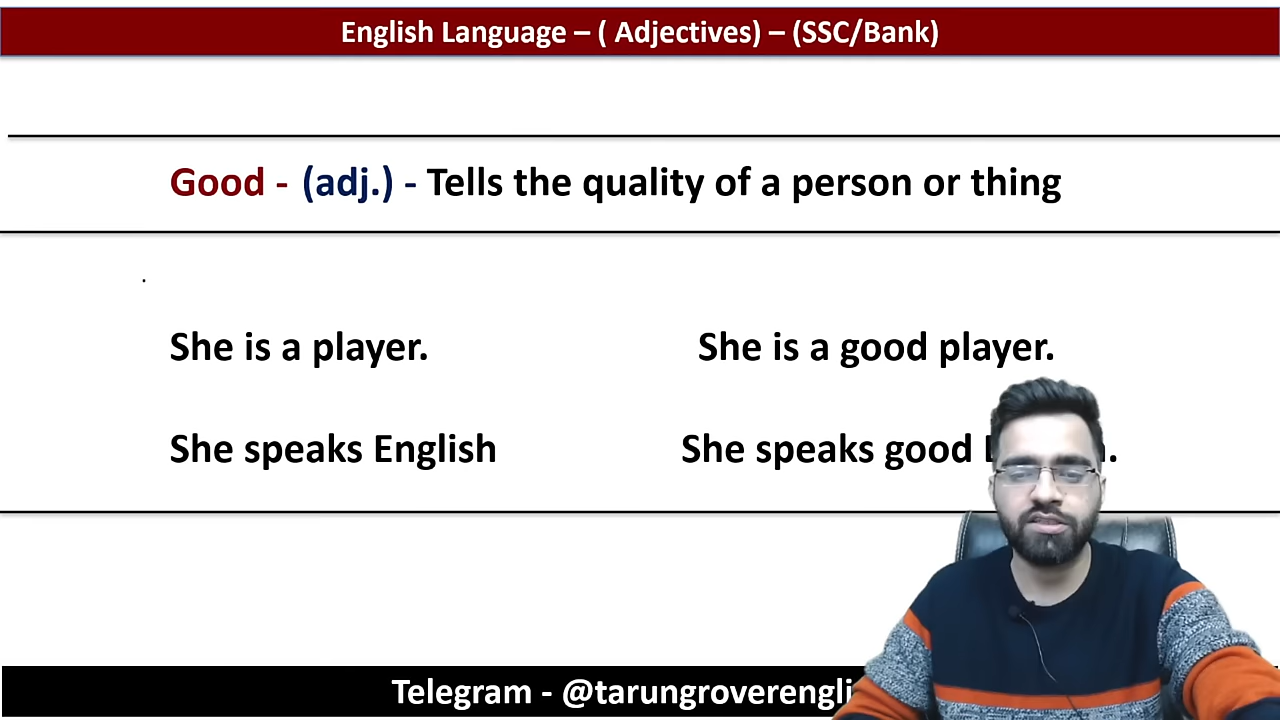 English Language – ( Adjectives) – (SSC/Bank)
Good - (adj.) - Tells the quality of a person or thing
She is a player. She is a good player.
She speaks English She speaks good
Telegram - @tarungroverengli